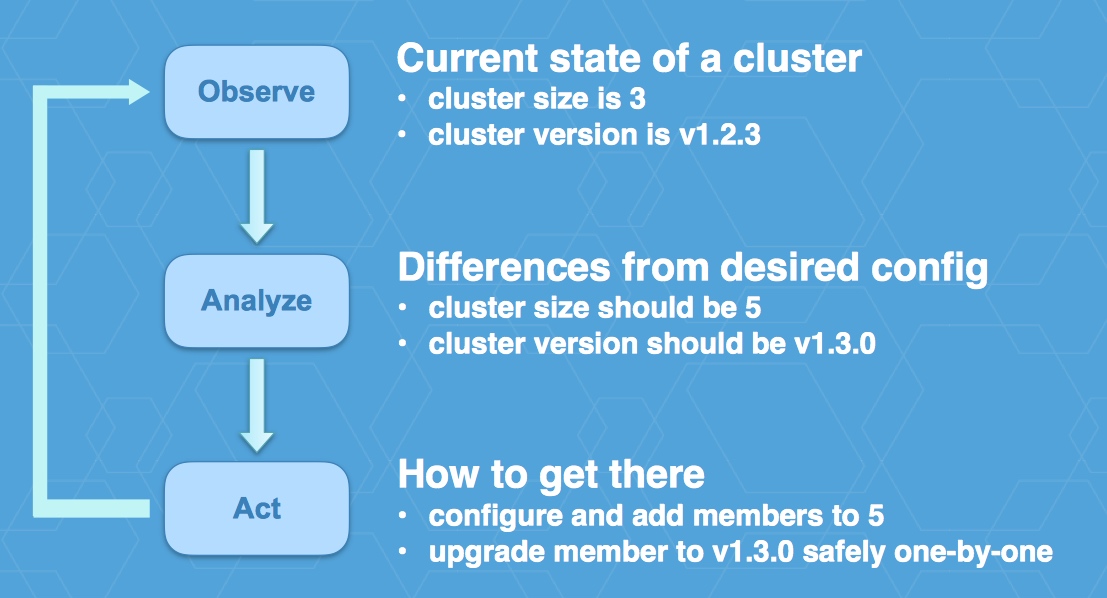 Observe
Current state of a cluster
• cluster size is 3
• cluster version is v1.2.3
Analyze
Differences from desired config
• cluster size should be 5
• cluster version should be v1.3.0
Act
How to get there
• configure and add members to 5
• upgrade member to v1.3.0 safely one-by-one